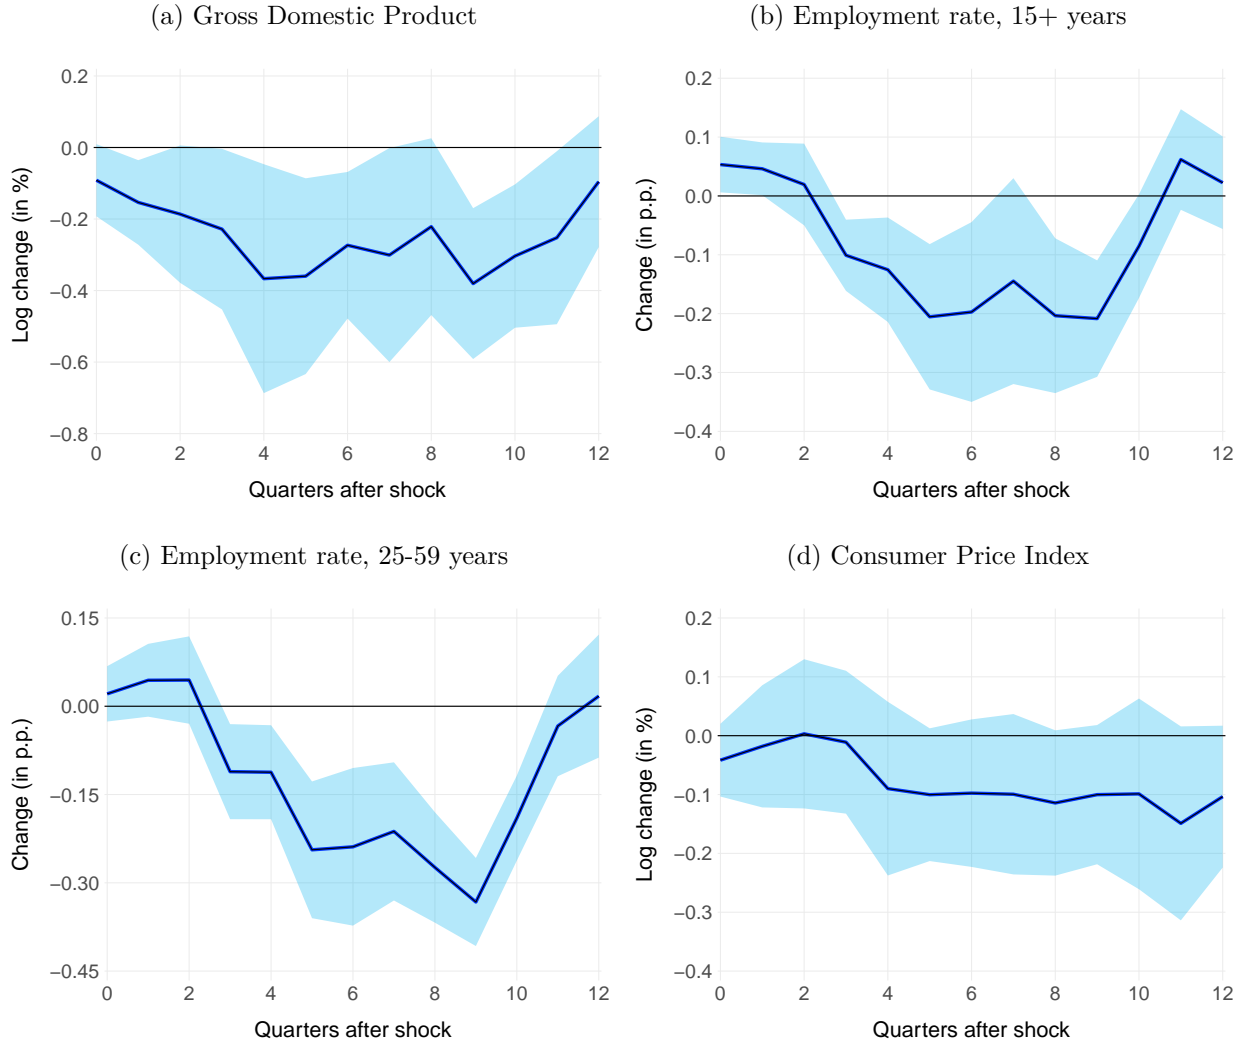 (a) Gross Domestic Product
0.2
0.0
−0.2
−0.4
−0.6
−0.8
Log change (in %)
0 2 4 6 8 10 12
Quarters after shock
(b) Employment rate, 15+ years
0.2
0.1
0.0
−0.1
−0.2
−0.3
−0.4
Change (in p.p.)
0 2 4 6 8 10 12
Quarters after shock
(c) Employment rate, 25-59 years
0.15
0.00
−0.15
−0.30
−0.45
Change (in p.p.)
0 2 4 6 8 10 12
Quarters after shock
(d) Consumer Price Index
0.2
0.1
0.0
−0.1
−0.2
−0.3
−0.4
Log change (in %)
0 2 4 6 8 10 12
Quarters after shock